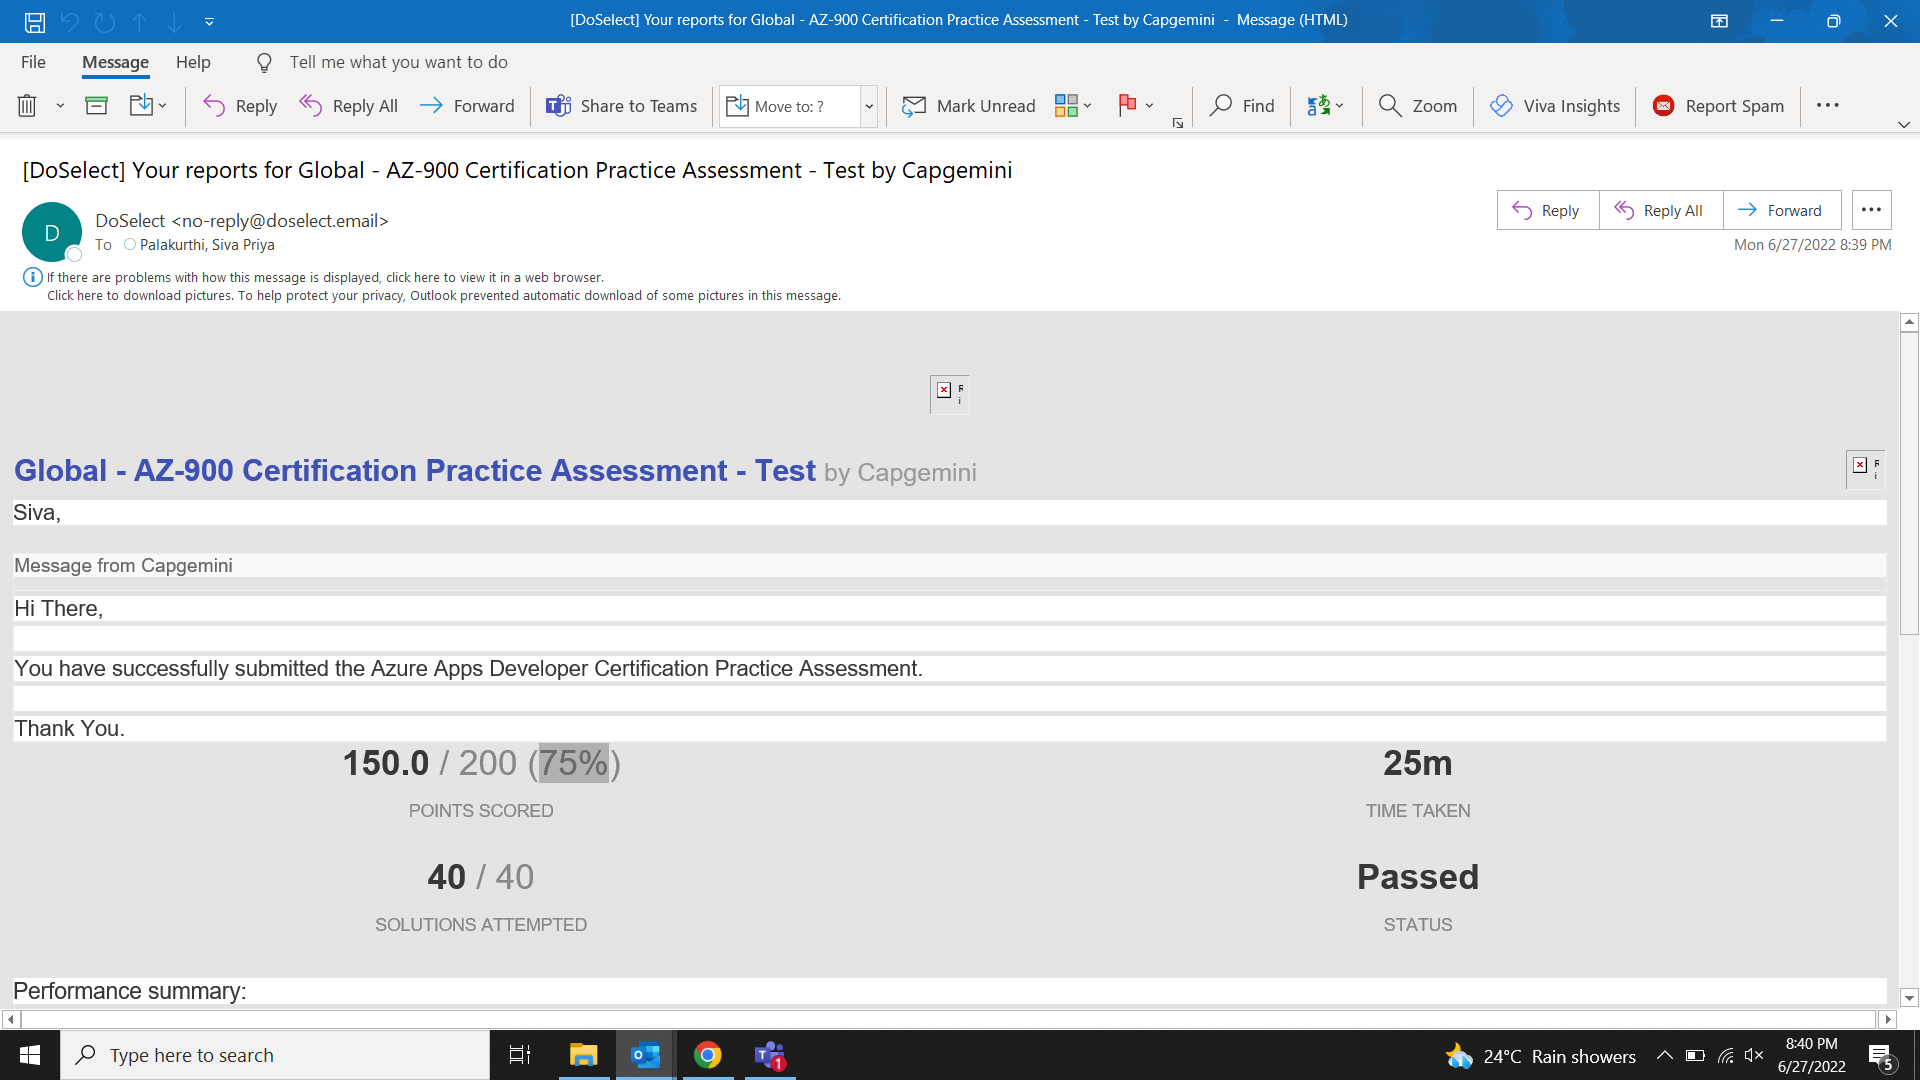 [DoSelect] Your reports for Global - AZ-900 Certification Practice Assessment - Test by Capgemini - Message (HTML)
File Message Help Tell me what you want to do
Reply Reply All Forward Share to Teams Move to: ? Mark Unread Find Zoom Viva Insights Report Spam
[DoSelect] Your reports for Global - AZ-900 Certification Practice Assessment - Test by Capgemini
D
DoSelect <no-reply@doselect.email>
To Palakurthi, Siva Priya
Reply Reply All Forward
Mon 6/27/2022 8:39 PM
If there are problems with how this message is displayed, click here to view it in a web browser.
Click here to download pictures. To help protect your privacy, Outlook prevented automatic download of some pictures in this message.
Global - AZ-900 Certification Practice Assessment - Test by Capgemini
Siva,
Message from Capgemini
Hi There,
You have successfully submitted the Azure Apps Developer Certification Practice Assessment.
Thank You.
150.0 / 200 (75%)
POINTS SCORED
25m
TIME TAKEN
40 / 40
SOLUTIONS ATTEMPTED
Passed
STATUS
Performance summary:
Type here to search
1
24°C Rain showers
8:40 PM
6/27/2022
5